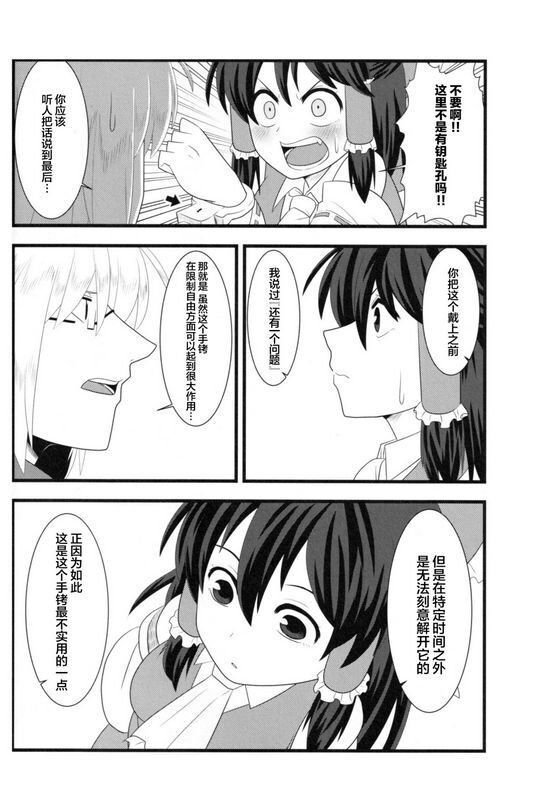 不要啊!!
这里不是有钥匙孔吗!!
你应该
听人把话说到最后…
你把这个戴上之前
我说过『还有一个问题』
那就是 虽然这个手铐
在限制自由方面可以起到很大作用…
但是在特定时间之外
是无法刻意解开它的
正因为如此
这是这个手铐最不实用的一点